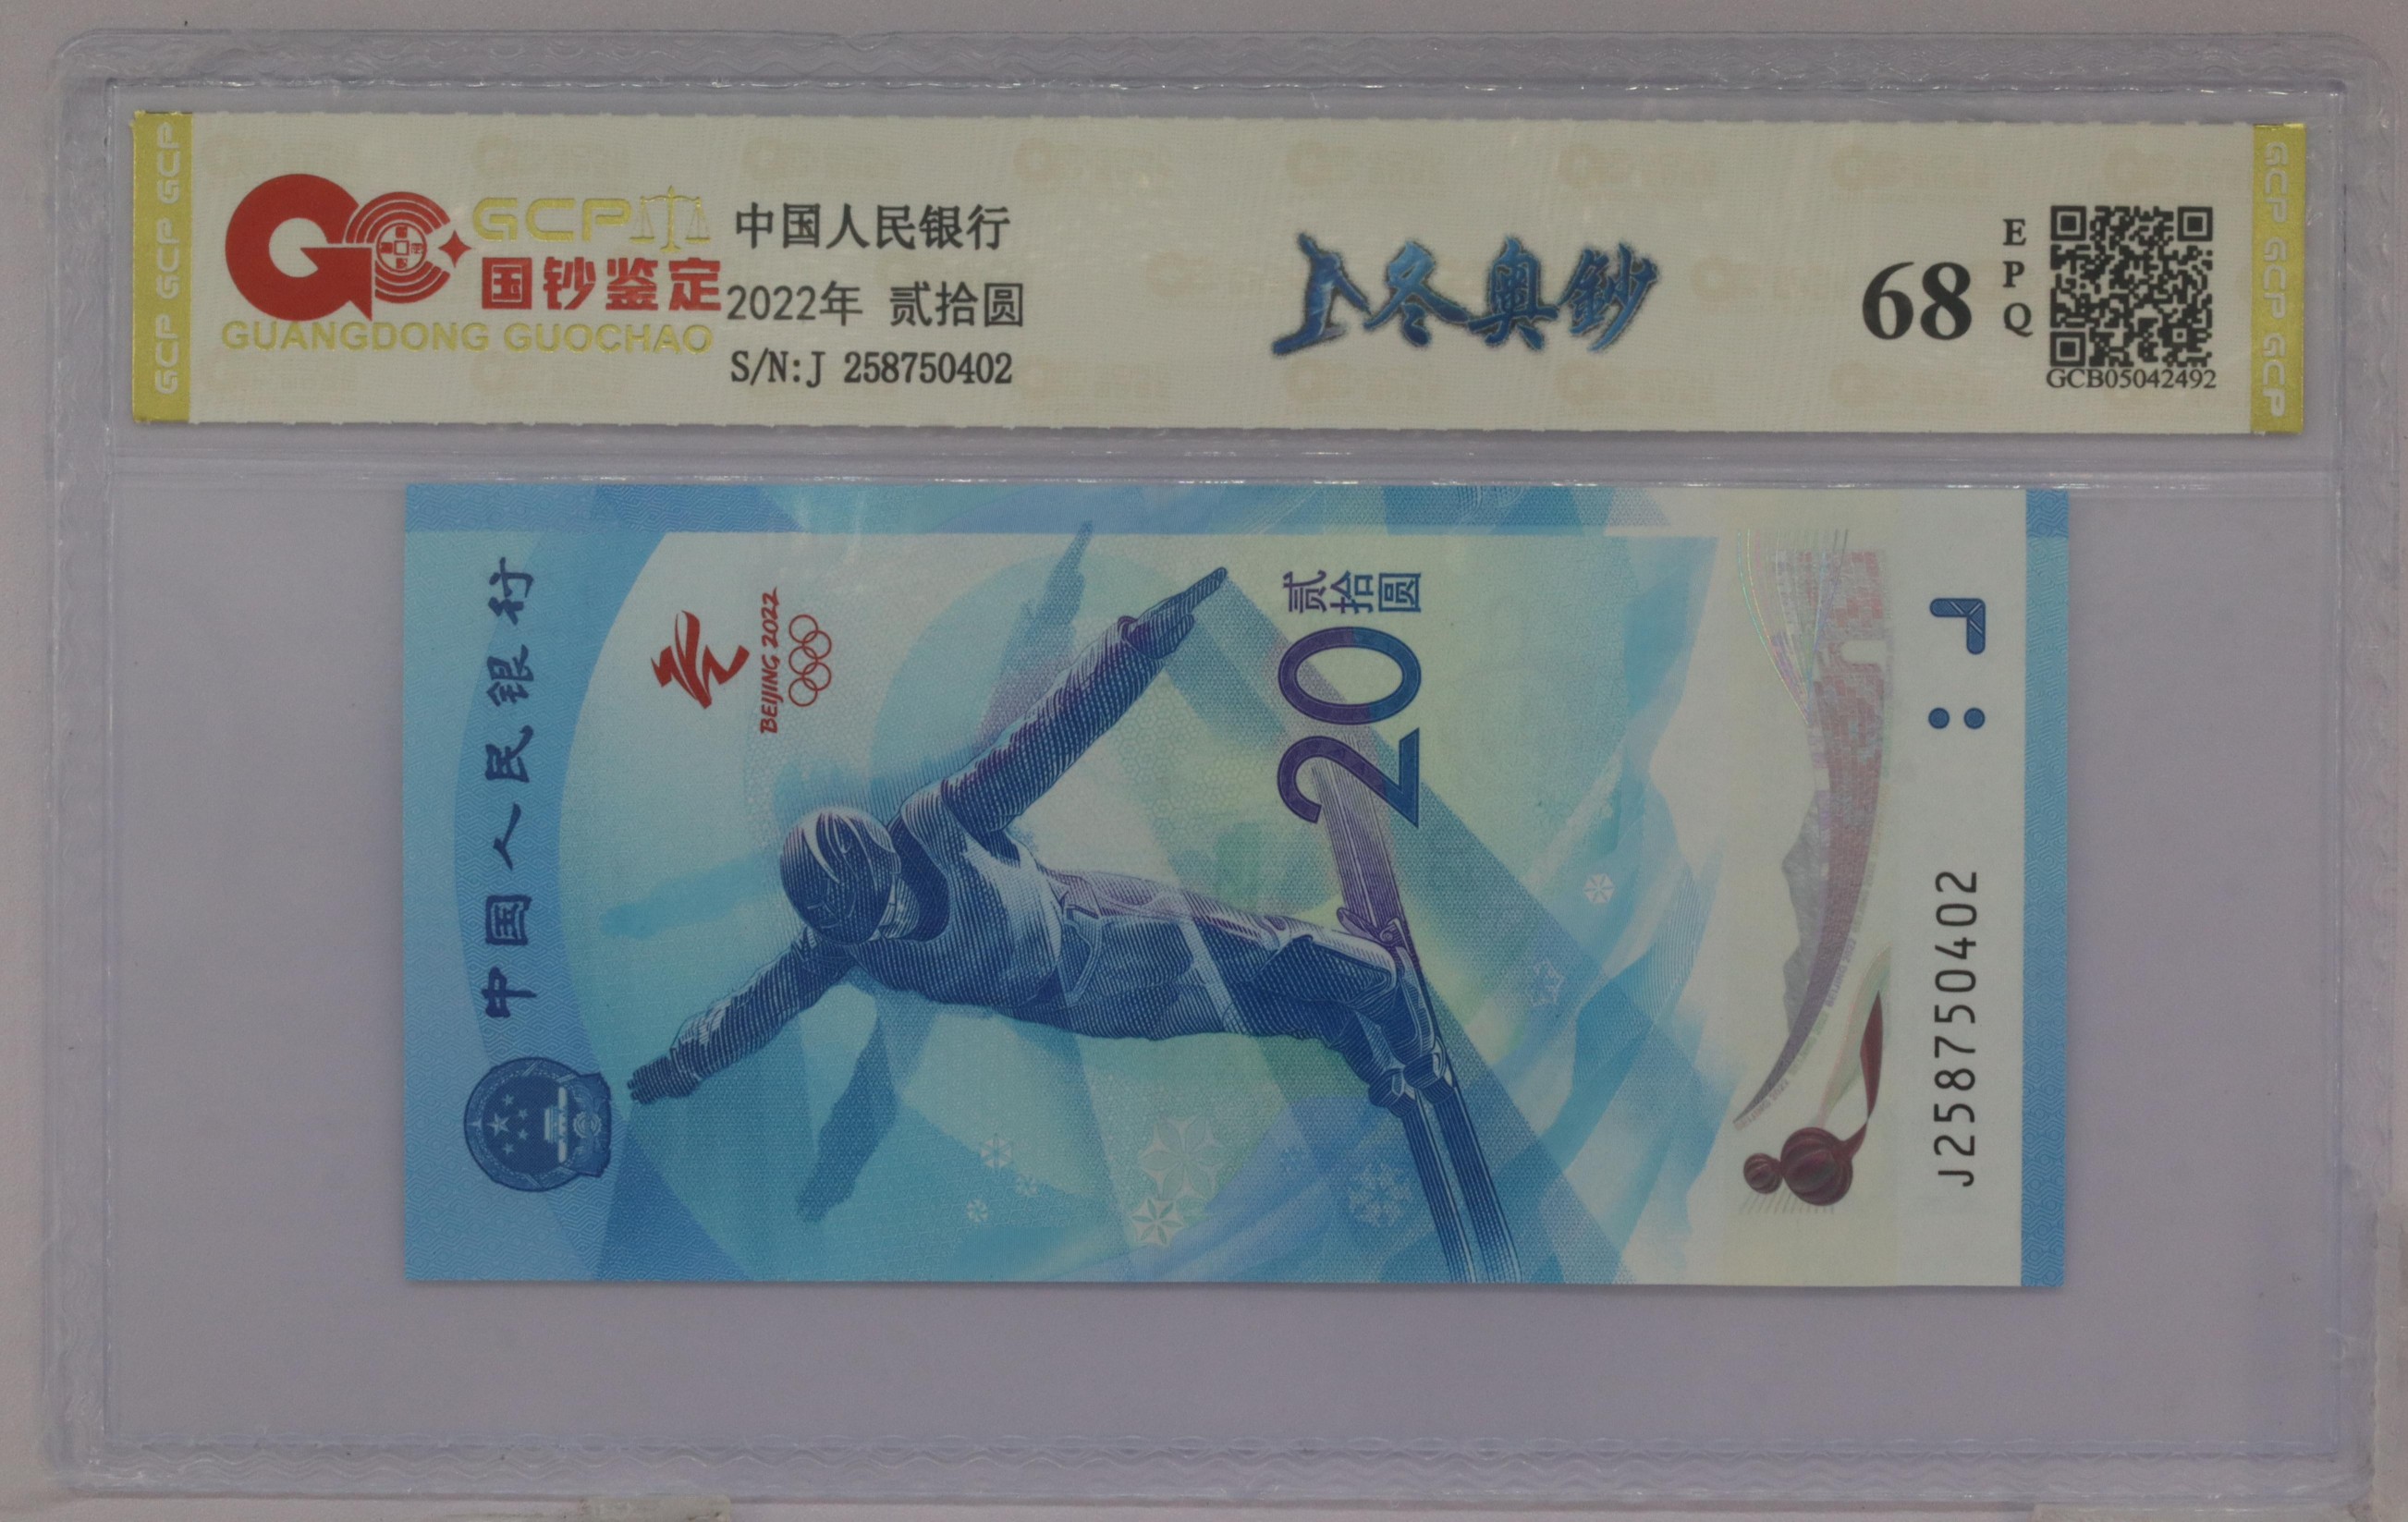 GCP GCP GCP
GCP
国钞鉴定
GUANGDONG GUOCHAO
中国人民银行
2022年 贰拾圆
S/N:J 258750402
冬奥鈔
68
EPQ
GCB05042492
GCP GCP GCP
中国人民银行
BEIJING 2022
贰拾圆
20
J258750402